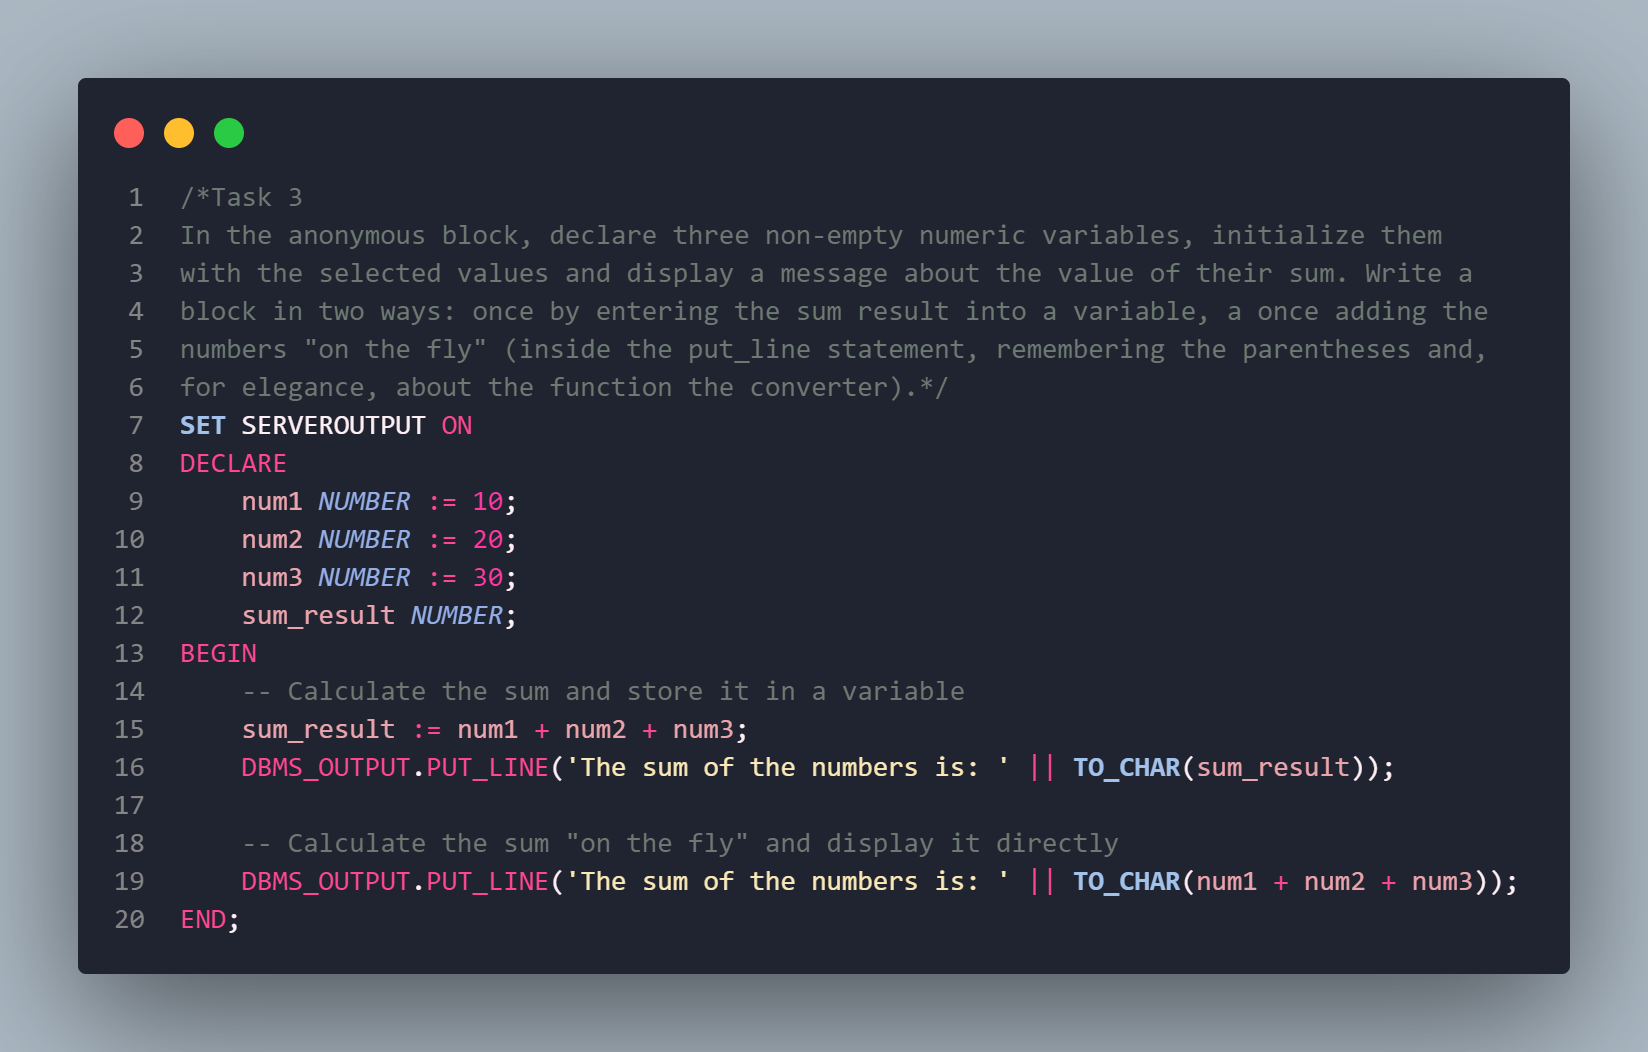 1 /*Task 3
2 In the anonymous block, declare three non-empty numeric variables, initialize them
3 with the selected values and display a message about the value of their sum. Write a
4 block in two ways: once by entering the sum result into a variable, a once adding the
5 numbers "on the fly" (inside the put_line statement, remembering the parentheses and,
6 for elegance, about the function the converter).*/
7 SET SERVEROUTPUT ON
8 DECLARE
9     num1 NUMBER := 10;
10     num2 NUMBER := 20;
11     num3 NUMBER := 30;
12     sum_result NUMBER;
13 BEGIN
14     -- Calculate the sum and store it in a variable
15     sum_result := num1 + num2 + num3;
16     DBMS_OUTPUT.PUT_LINE('The sum of the numbers is: ' || TO_CHAR(sum_result));
17
18     -- Calculate the sum "on the fly" and display it directly
19     DBMS_OUTPUT.PUT_LINE('The sum of the numbers is: ' || TO_CHAR(num1 + num2 + num3));
20 END;